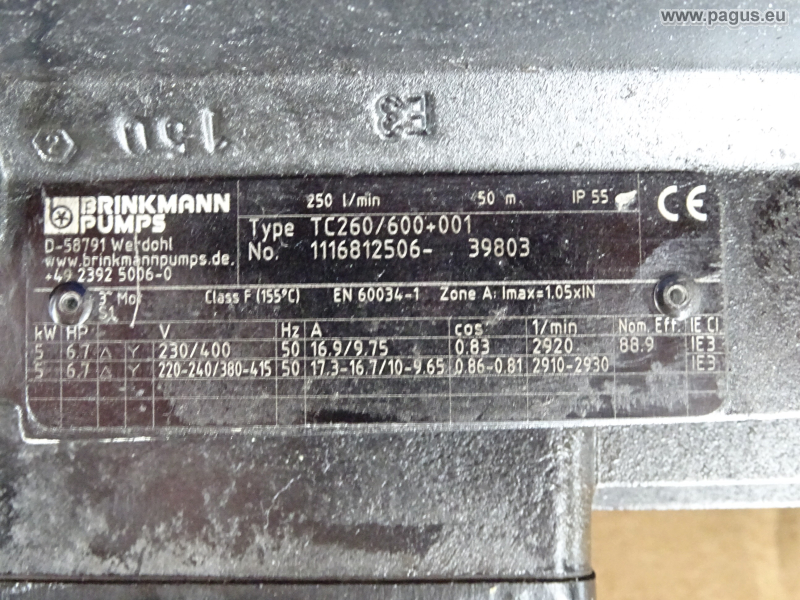 www.pagus.eu
150
BRINKMANN
PUMPS
D-58791 Werdohl
www.brinkmannpumps.de
+49 2392 5006-0
250 l/min 50 m IP 55 CE
Type TC260/600+001
No. 1116812506- 39803
3~ Mot Class F (155°C) EN 60034-1 Zone A: Imax=1.05xIN
S1
kW HP V Hz A cos 1/min Nom. Eff. IE Cl
5 6.7 △ Y 230/400 50 16.9/9.75 0.83 2920 88.9 IE3
5 6.7 △ Y 220-240/380-415 50 17.3-16.7/10-9.65 0.86-0.81 2910-2930 IE3